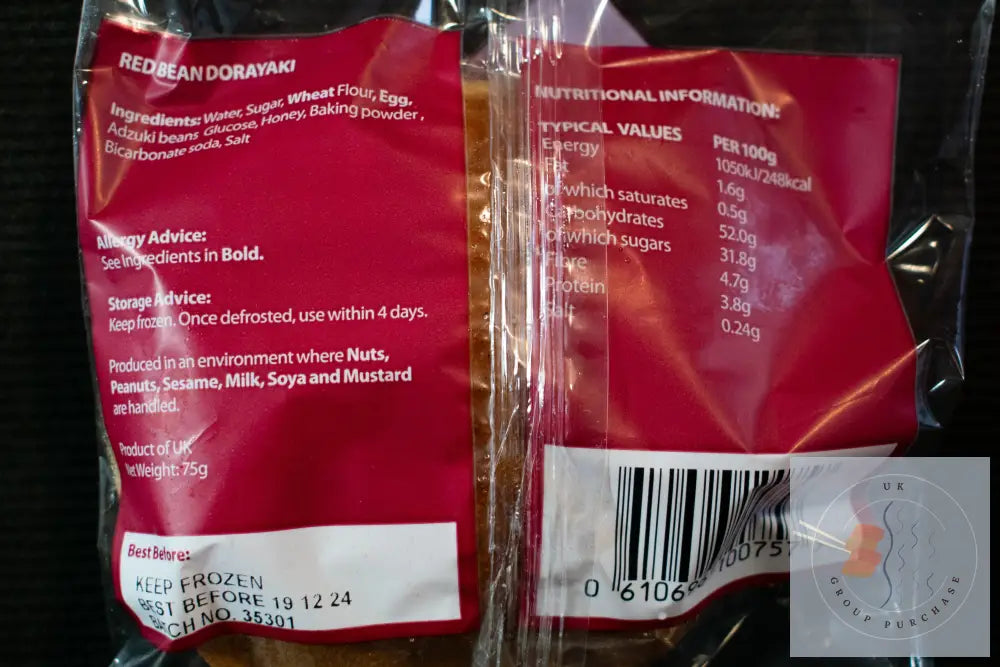 RED BEAN DORAYAKI
Ingredients: Water, Sugar, Wheat Flour, Egg,
Adzuki beans Glucose, Honey, Baking powder,
Bicarbonate soda, Salt
Allergy Advice:
See Ingredients in Bold.
Storage Advice:
Keep frozen. Once defrosted, use within 4 days.
Produced in an environment where Nuts,
Peanuts, Sesame, Milk, Soya and Mustard
are handled.
Product of UK
Net Weight: 75g
Best Before:
KEEP FROZEN
BEST BEFORE 19 12 24
BATCH NO. 35301
NUTRITIONAL INFORMATION:
TYPICAL VALUES PER 100g
Energy 1050kJ/248kcal
Fat 1.6g
of which saturates 0.5g
Carbohydrates 52.0g
of which sugars 31.8g
Fibre 4.7g
Protein 3.8g
Salt 0.24g
UK
GROUP PURCHASE